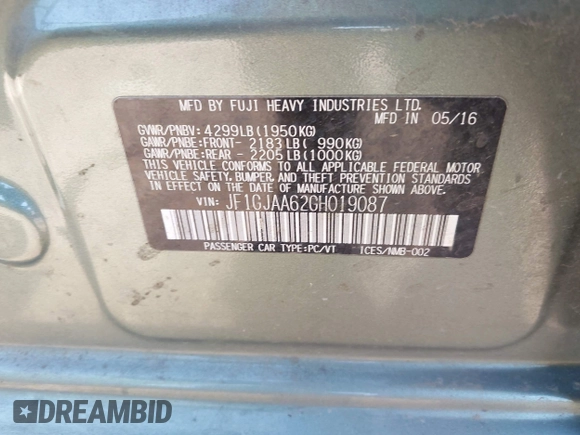 MFD BY FUJI HEAVY INDUSTRIES LTD.
MFD IN 05/16
GVWR/PNBV: 4299LB (1950KG)
GAWR/PNBE:FRONT- 2183LB ( 990KG)
GAWR/PNBE:REAR - 2205LB (1000KG)
THIS VEHICLE CONFORMS TO ALL APPLICABLE FEDERAL MOTOR
VEHICLE SAFETY, BUMPER, AND THEFT PREVENTION STANDARDS
IN EFFECT ON THE DATE OF MANUFACTURE SHOWN ABOVE.
VIN: JF1GJAA62GH019087
PASSENGER CAR TYPE:PC/VT ICES/NMB-002
DREAMBID